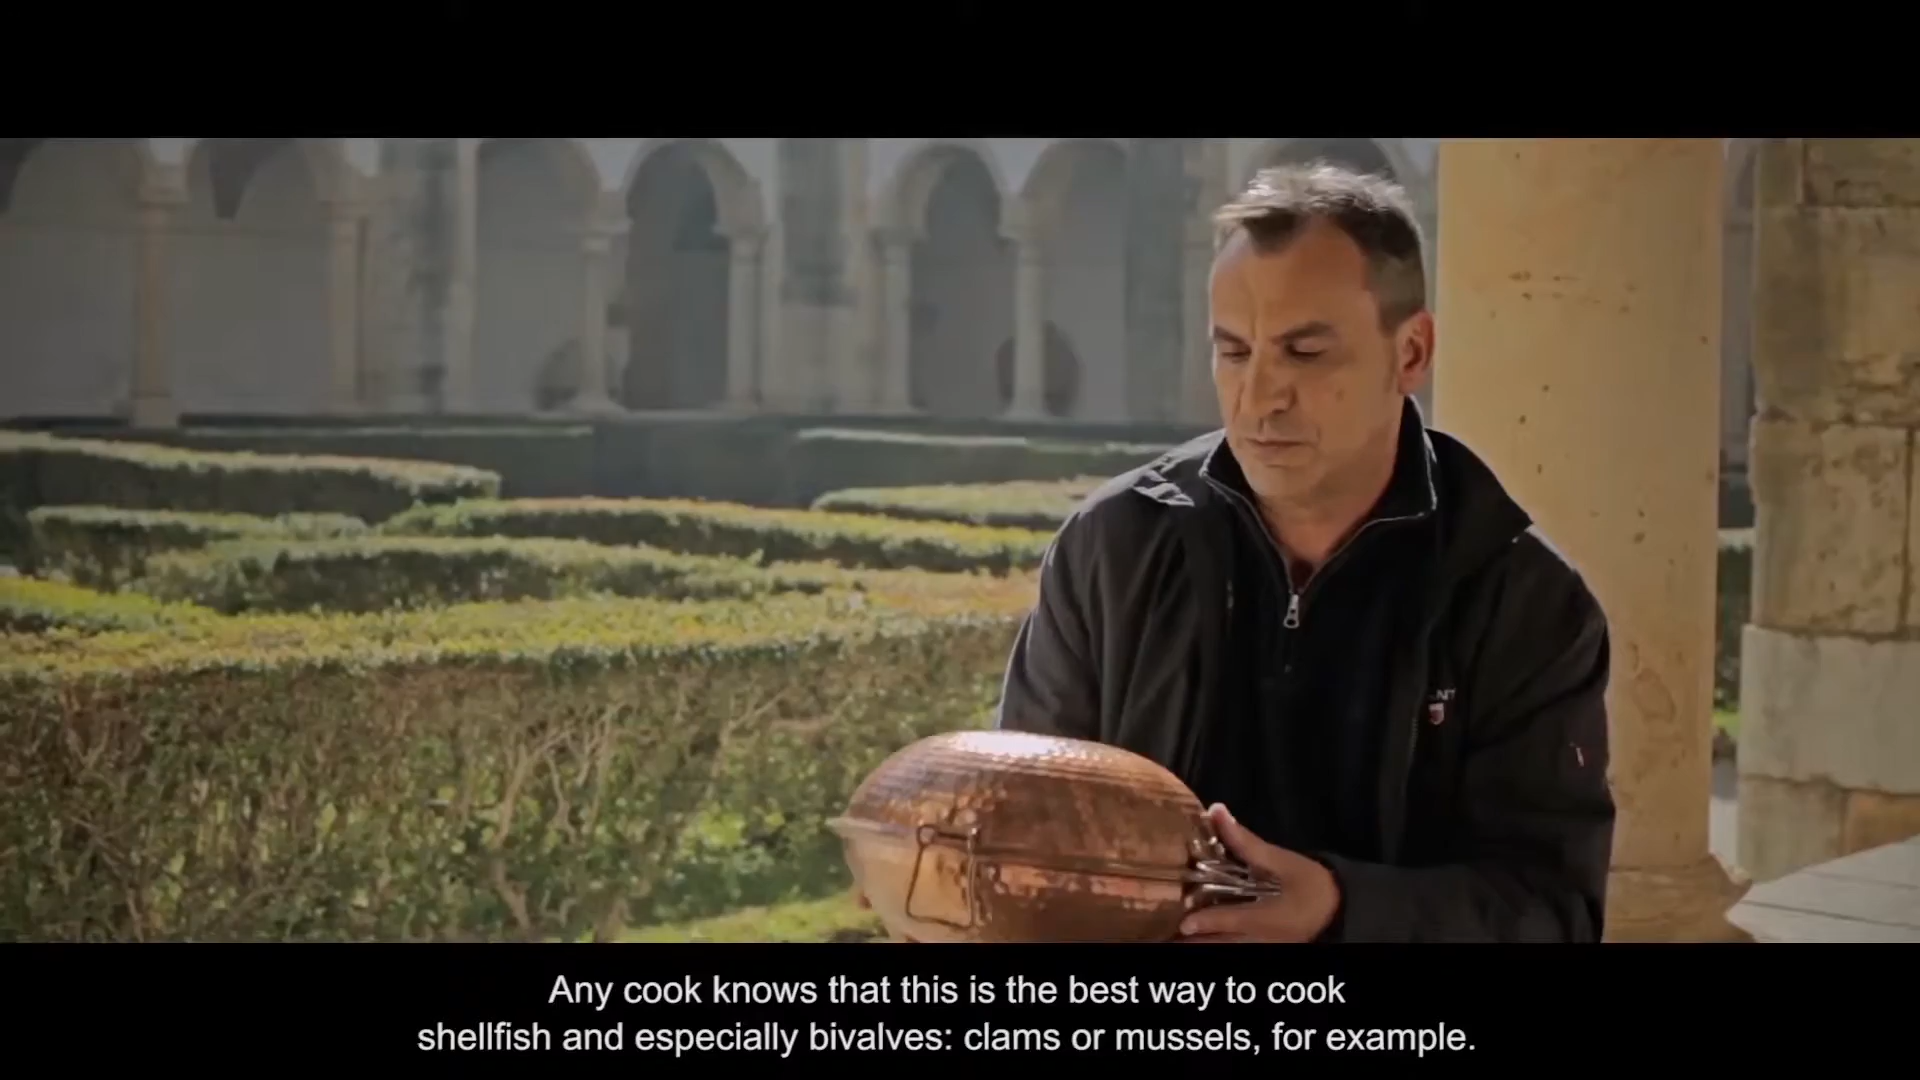 Any cook knows that this is the best way to cook
shellfish and especially bivalves: clams or mussels, for example.